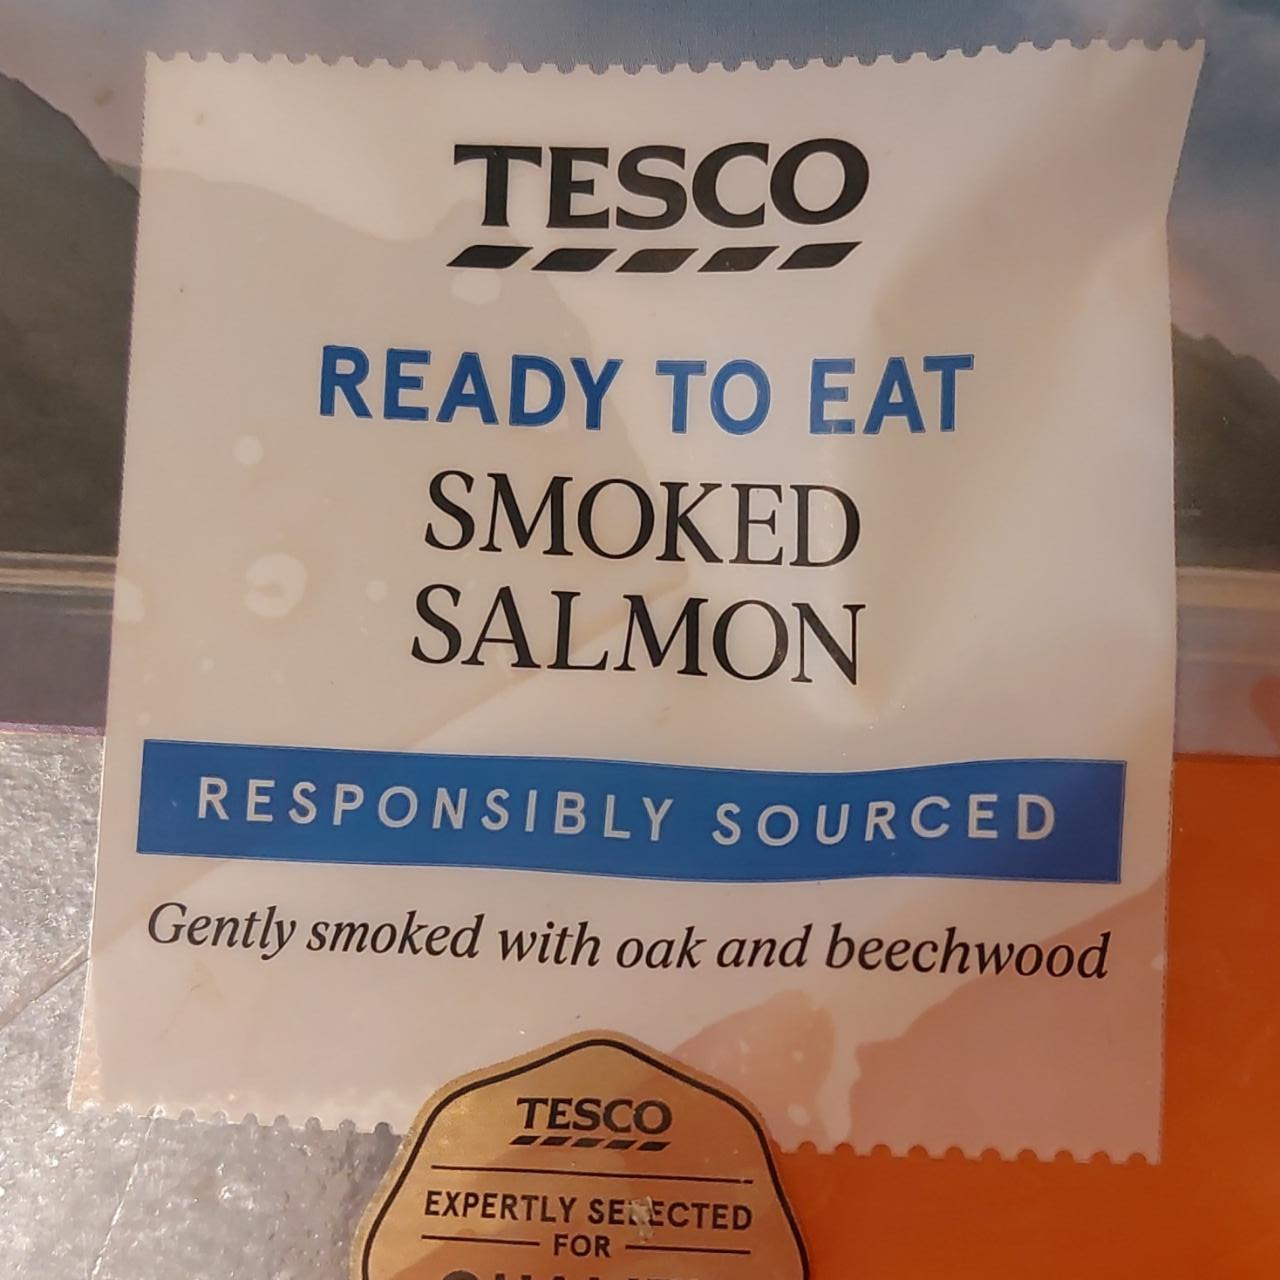 TESCO
READY TO EAT
SMOKED
SALMON
RESPONSIBLY SOURCED
Gently smoked with oak and beechwood
TESCO
EXPERTLY SELECTED
FOR